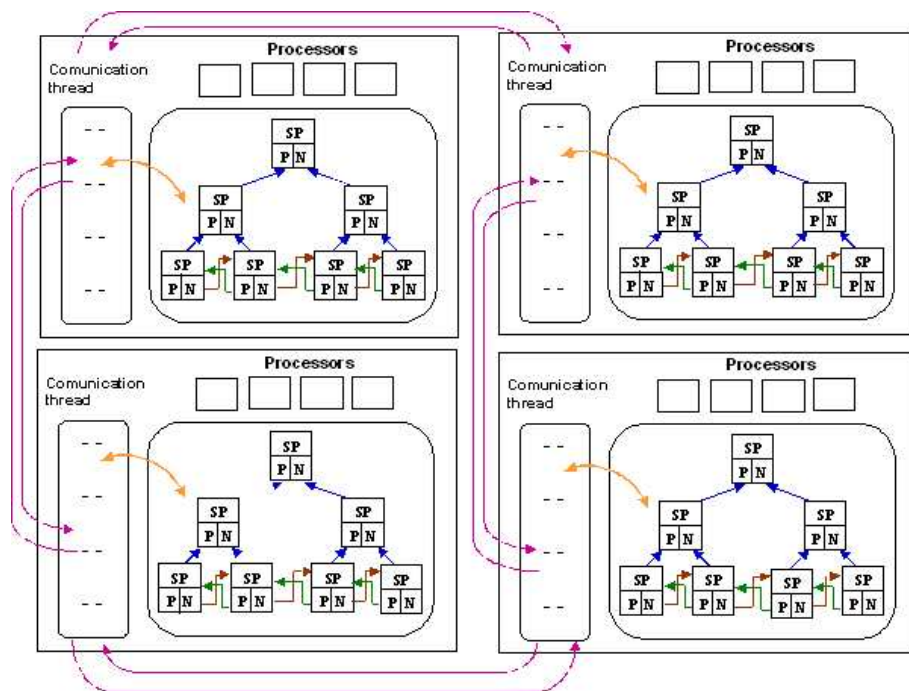 Processors
Comunication
thread
- -
- -
- -
- -
SP
P N
SP
P N
SP
P N
SP
P N
SP
P N
SP
P N
SP
P N
Processors
Comunication
thread
- -
- -
- -
- -
SP
P N
SP
P N
SP
P N
SP
P N
SP
P N
SP
P N
SP
P N
Processors
Comunication
thread
- -
- -
- -
- -
SP
P N
SP
P N
SP
P N
SP
P N
SP
P N
SP
P N
SP
P N
Processors
Comunication
thread
- -
- -
- -
- -
SP
P N
SP
P N
SP
P N
SP
P N
SP
P N
SP
P N
SP
P N